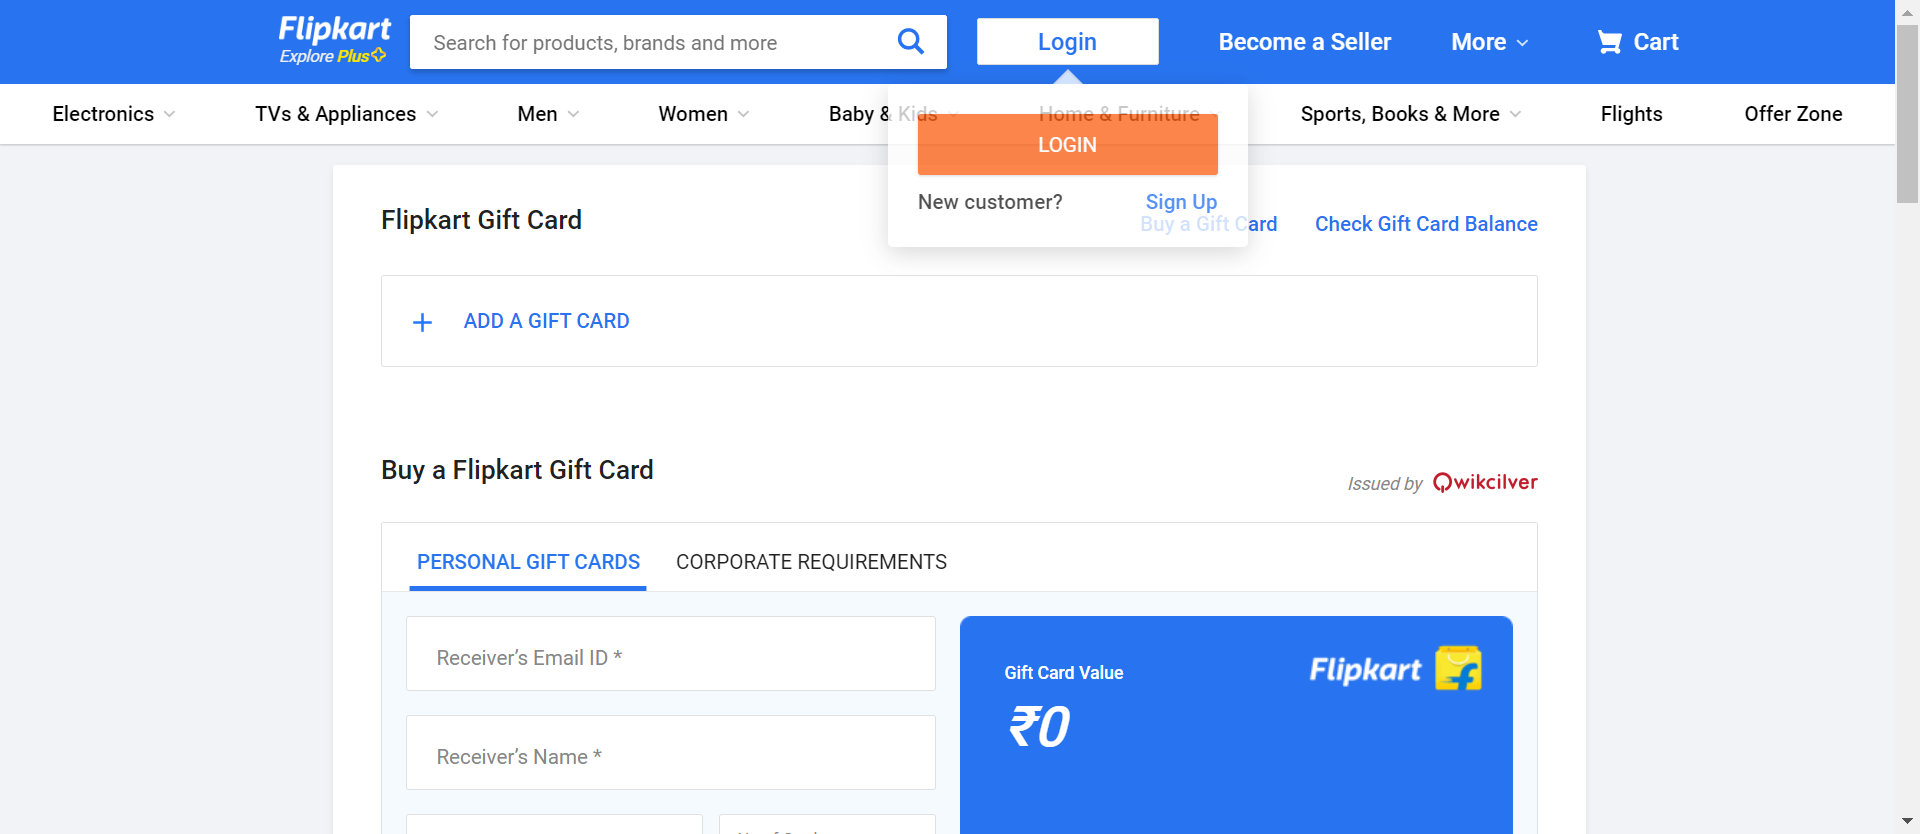 Flipkart
Explore Plus
Search for products, brands and more
Login
Become a Seller
More
Cart
Electronics
TVs & Appliances
Men
Women
Baby & Kids
Home & Furniture
Sports, Books & More
Flights
Offer Zone
LOGIN
New customer?
Sign Up
Flipkart Gift Card
Buy a Gift Card
Check Gift Card Balance
ADD A GIFT CARD
Buy a Flipkart Gift Card
Issued by Qwikcilver
PERSONAL GIFT CARDS
CORPORATE REQUIREMENTS
Receiver’s Email ID *
Receiver’s Name *
Gift Card Value
₹0
Flipkart